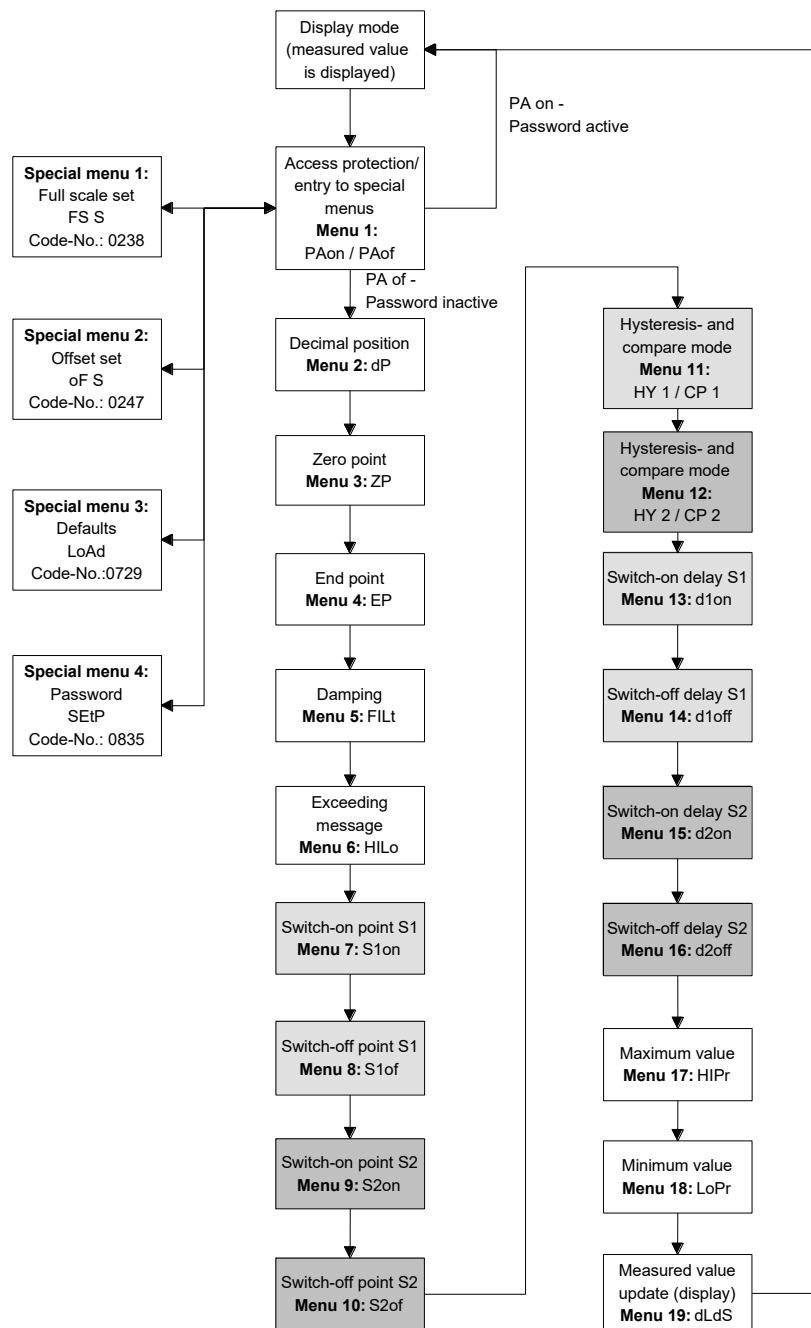 Display mode
(measured value
is displayed)
PA on -
Password active
Access protection/
entry to special
menus
Menu 1:
PAon / PAof
PA of -
Password inactive
Special menu 1:
Full scale set
FS S
Code-No.: 0238
Special menu 2:
Offset set
oF S
Code-No.: 0247
Special menu 3:
Defaults
LoAd
Code-No.:0729
Special menu 4:
Password
SEtP
Code-No.: 0835
Decimal position
Menu 2: dP
Zero point
Menu 3: ZP
End point
Menu 4: EP
Damping
Menu 5: FILt
Exceeding
message
Menu 6: HILo
Switch-on point S1
Menu 7: S1on
Switch-off point S1
Menu 8: S1of
Switch-on point S2
Menu 9: S2on
Switch-off point S2
Menu 10: S2of
Hysteresis- and
compare mode
Menu 11:
HY 1 / CP 1
Hysteresis- and
compare mode
Menu 12:
HY 2 / CP 2
Switch-on delay S1
Menu 13: d1on
Switch-off delay S1
Menu 14: d1off
Switch-on delay S2
Menu 15: d2on
Switch-off delay S2
Menu 16: d2off
Maximum value
Menu 17: HIPr
Minimum value
Menu 18: LoPr
Measured value
update (display)
Menu 19: dLdS